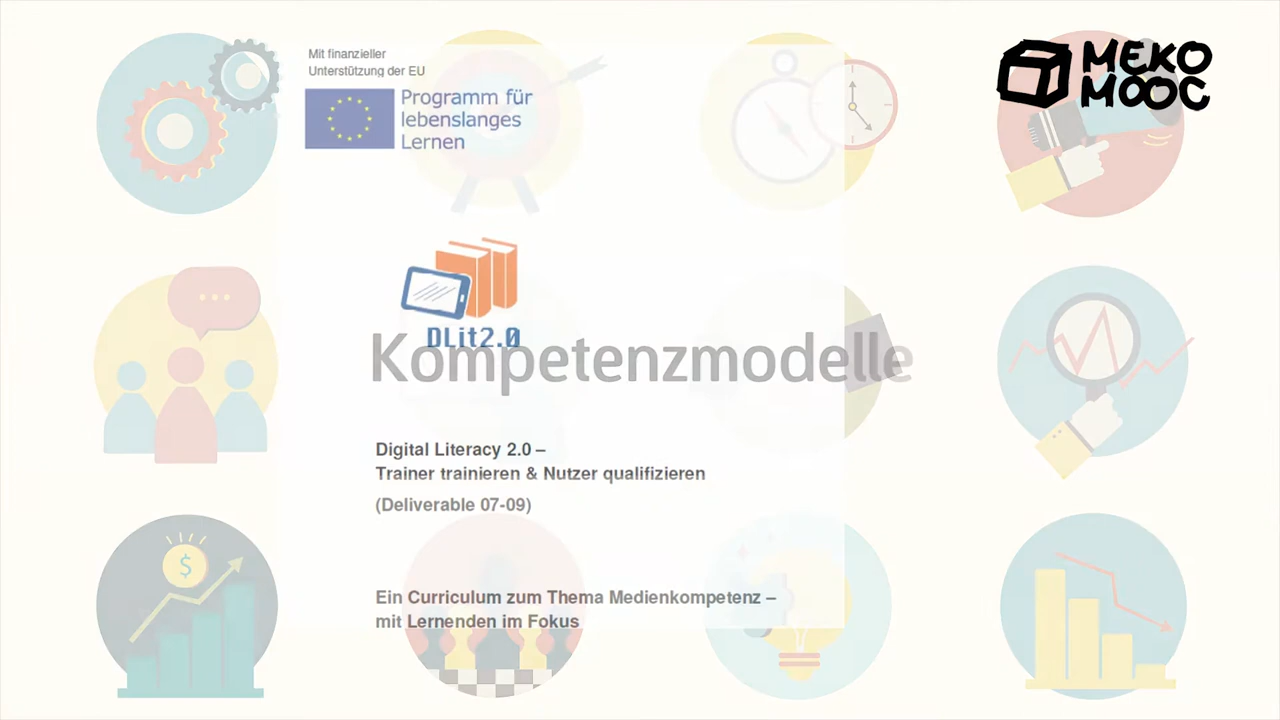 Mit finanzieller
Unterstützung der EU
Programm für
lebenslanges
Lernen
MEKO
MOOC
DLit2.0
Kompetenzmodelle
Digital Literacy 2.0 –
Trainer trainieren & Nutzer qualifizieren
(Deliverable 07-09)
$
Ein Curriculum zum Thema Medienkompetenz –
mit Lernenden im Fokus